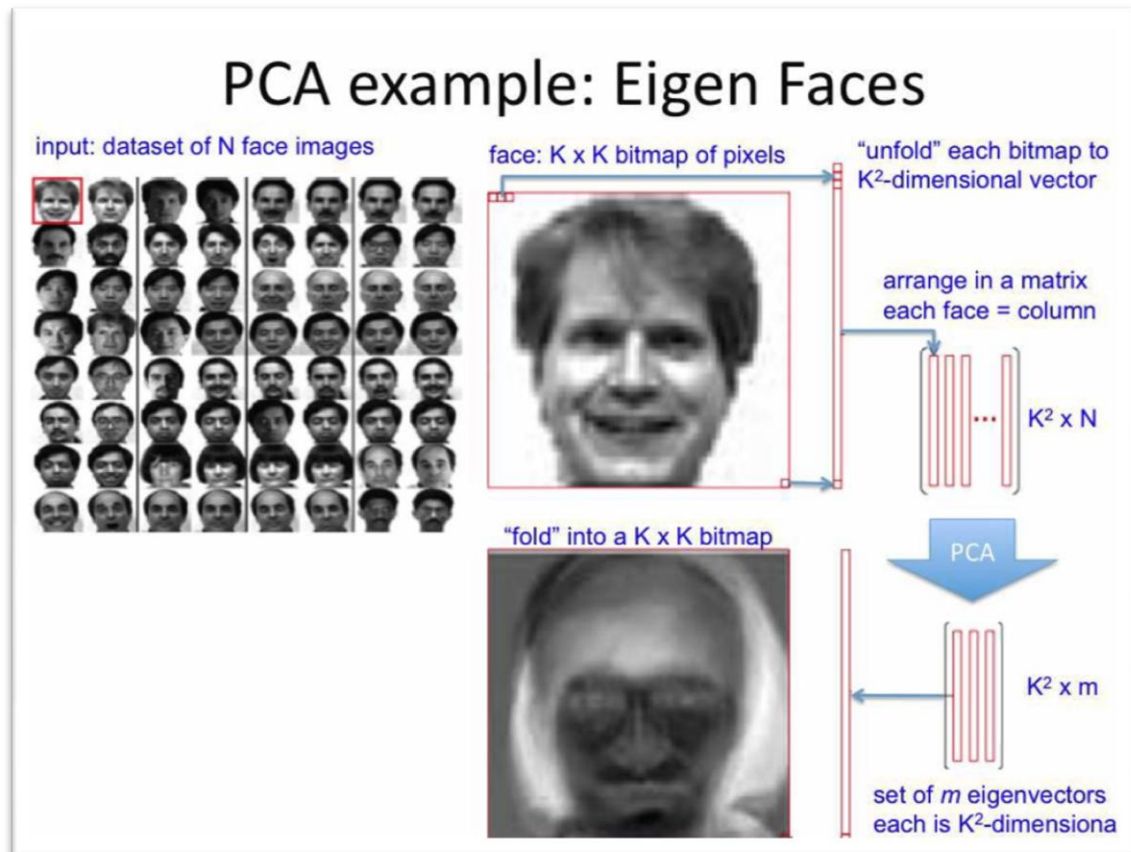 PCA example: Eigen Faces
input: dataset of N face images
face: K x K bitmap of pixels
“unfold” each bitmap to
K²-dimensional vector
arrange in a matrix
each face = column
...
K² x N
PCA
“fold” into a K x K bitmap
K² x m
set of m eigenvectors
each is K²-dimensiona